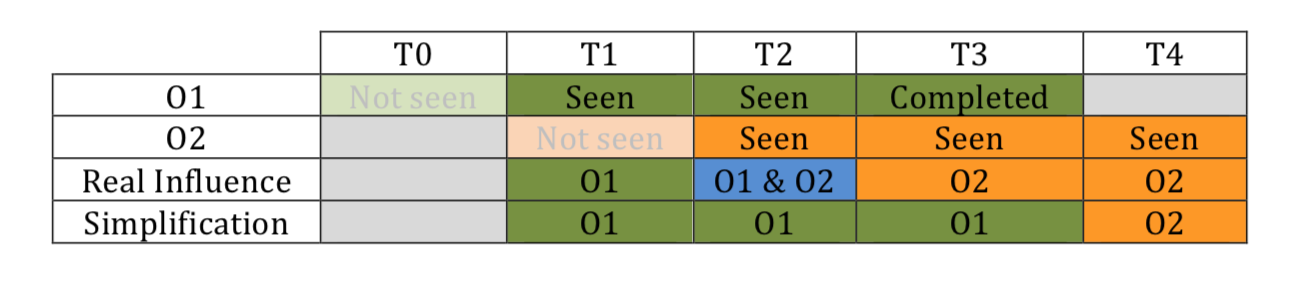 T0 T1 T2 T3 T4
O1 Not seen Seen Seen Completed
O2 Not seen Seen Seen Seen
Real Influence O1 O1 & O2 O2 O2
Simplification O1 O1 O1 O2